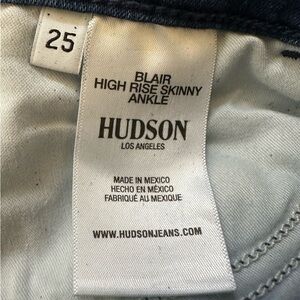 25
BLAIR
HIGH RISE SKINNY
ANKLE
HUDSON
LOS ANGELES
MADE IN MEXICO
HECHO EN MÉXICO
FABRIQUÉ AU MEXIQUE
WWW.HUDSONJEANS.COM